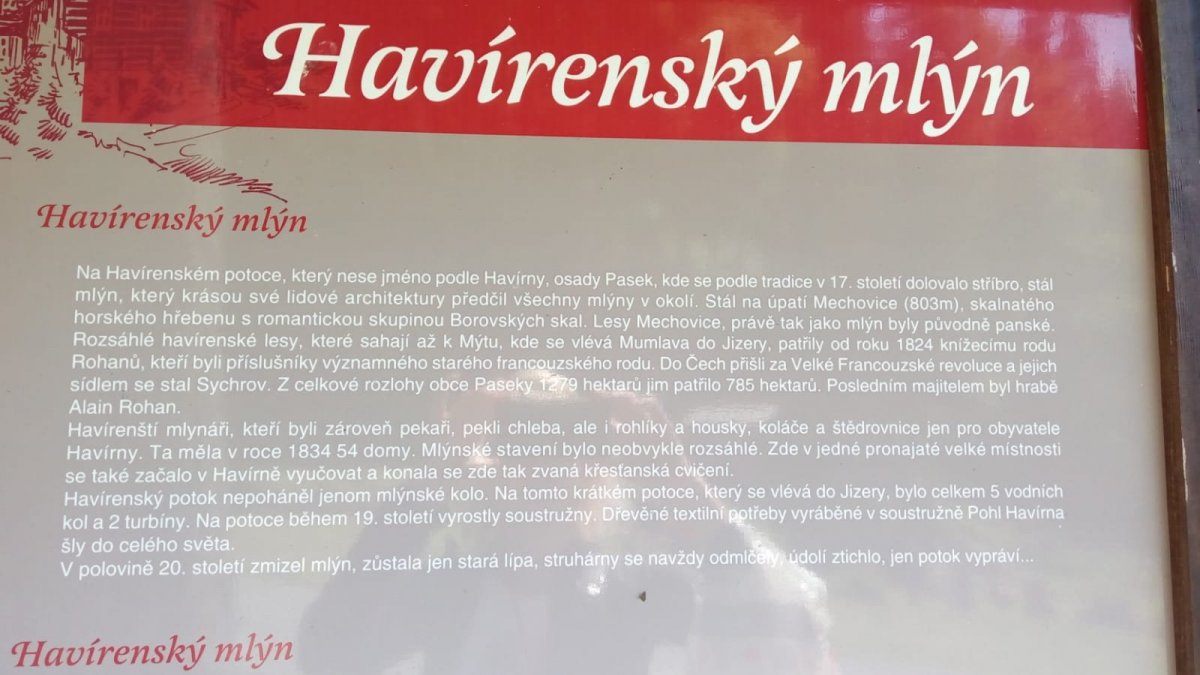 Havírenský mlýn
Havírenský mlýn
Na Havírenském potoce, který nese jméno podle Havírny, osady Pasek, kde se podle tradice v 17. století dolovalo stříbro, stál
mlýn, který krásou své lidové architektury předčil všechny mlýny v okolí. Stál na úpatí Mechovice (803m), skalnatého
horského hřebenu s romantickou skupinou Borovských skal. Lesy Mechovice, právě tak jako mlýn byly původně panské.
Rozsáhlé havírenské lesy, které sahají až k Mýtu, kde se vlévá Mumlava do Jizery, patřily od roku 1824 knížecímu rodu
Rohanů, kteří byli příslušníky významného starého francouzského rodu. Do Čech přišli za Velké Francouzské revoluce a jejich
sídlem se stal Sychrov. Z celkové rozlohy obce Paseky 1279 hektarů jim patřilo 785 hektarů. Posledním majitelem byl hrabě
Alain Rohan.
Havírenští mlynáři, kteří byli zároveň pekaři, pekli chleba, ale i rohlíky a housky, koláče a štědrovnice jen pro obyvatele
Havírny. Ta měla v roce 1834 54 domy. Mlýnské stavení bylo neobvykle rozsáhlé. Zde v jedné pronajaté velké místnosti
se také začalo v Havírně vyučovat a konala se zde tak zvaná křesťanská cvičení.
Havírenský potok nepoháněl jenom mlýnské kolo. Na tomto krátkém potoce, který se vlévá do Jizery, bylo celkem 5 vodních
kol a 2 turbíny. Na potoce během 19. století vyrostly soustružny. Dřevěné textilní potřeby vyráběné v soustružně Pohl Havírna
šly do celého světa.
V polovině 20. století zmizel mlýn, zůstala jen stará lípa, struhárny se navždy odmlčely, údolí ztichlo, jen potok vypráví...
Havírenský mlýn